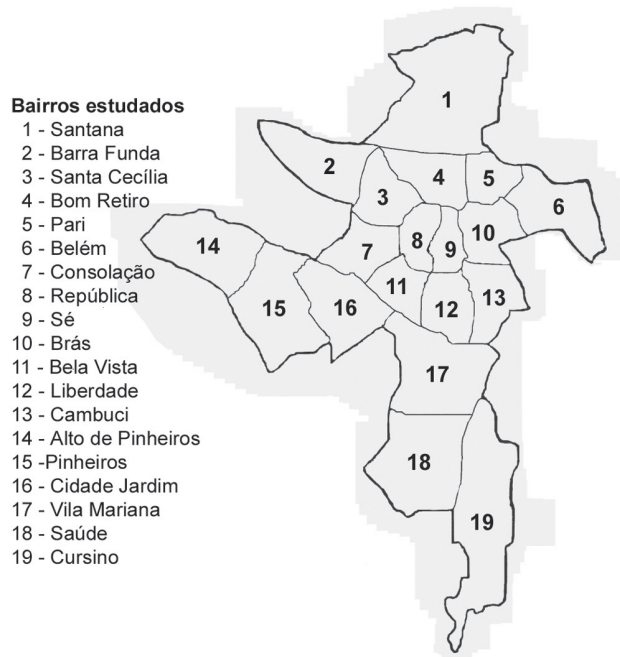 Bairros estudados
1 - Santana
2 - Barra Funda
3 - Santa Cecília
4 - Bom Retiro
5 - Pari
6 - Belém
7 - Consolação
8 - República
9 - Sé
10 - Brás
11 - Bela Vista
12 - Liberdade
13 - Cambuci
14 - Alto de Pinheiros
15 -Pinheiros
16 - Cidade Jardim
17 - Vila Mariana
18 - Saúde
19 - Cursino
1
2
3
4
5
6
7
8
9
10
11
12
13
14
15
16
17
18
19